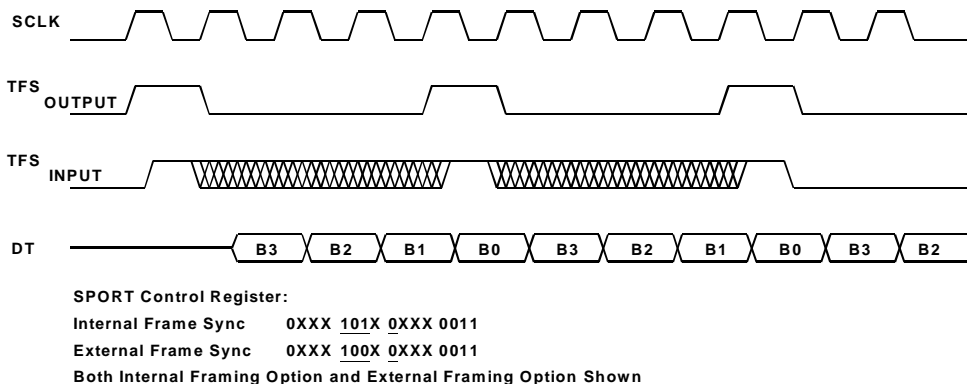 SCLK
TFS
OUTPUT
TFS
INPUT
DT B3 B2 B1 B0 B3 B2 B1 B0 B3 B2
SPORT Control Register:
Internal Frame Sync 0XXX 101X 0XXX 0011
External Frame Sync 0XXX 100X 0XXX 0011
Both Internal Framing Option and External Framing Option Shown